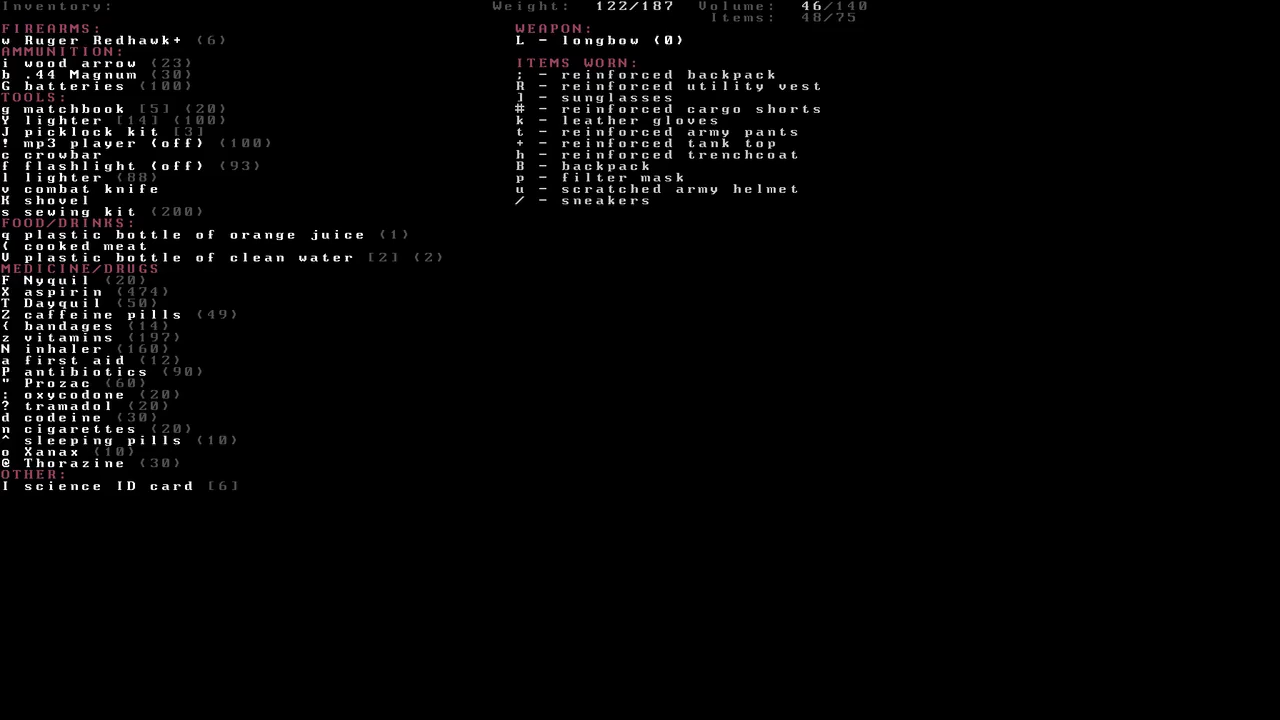 Inventory: Weight: 122/187 Volume: 46/140
Items: 48/75
FIREARMS:
w Ruger Redhawk+ (6)
AMMUNITION:
i wood arrow (23)
b .44 Magnum (30)
G batteries (100)
TOOLS:
g matchbook [5] (20)
Y lighter [14] (100)
J picklock kit [3]
! mp3 player (off) (100)
c crowbar
f flashlight (off) (93)
l lighter (88)
v combat knife
K shovel
s sewing kit (200)
FOOD/DRINKS:
q plastic bottle of orange juice (1)
( cooked meat
V plastic bottle of clean water [2] (2)
MEDICINE/DRUGS
F Nyquil (20)
X aspirin (474)
T Dayquil (50)
Z caffeine pills (49)
{ bandages (14)
z vitamins (197)
N inhaler (160)
a first aid (12)
P antibiotics (90)
" Prozac (60)
: oxycodone (20)
? tramadol (20)
d codeine (30)
n cigarettes (20)
^ sleeping pills (10)
o Xanax (10)
@ Thorazine (30)
OTHER:
I science ID card [6]
WEAPON:
L - longbow (0)
ITEMS WORN:
; - reinforced backpack
R - reinforced utility vest
] - sunglasses
# - reinforced cargo shorts
k - leather gloves
t - reinforced army pants
+ - reinforced tank top
h - reinforced trenchcoat
B - backpack
p - filter mask
u - scratched army helmet
/ - sneakers